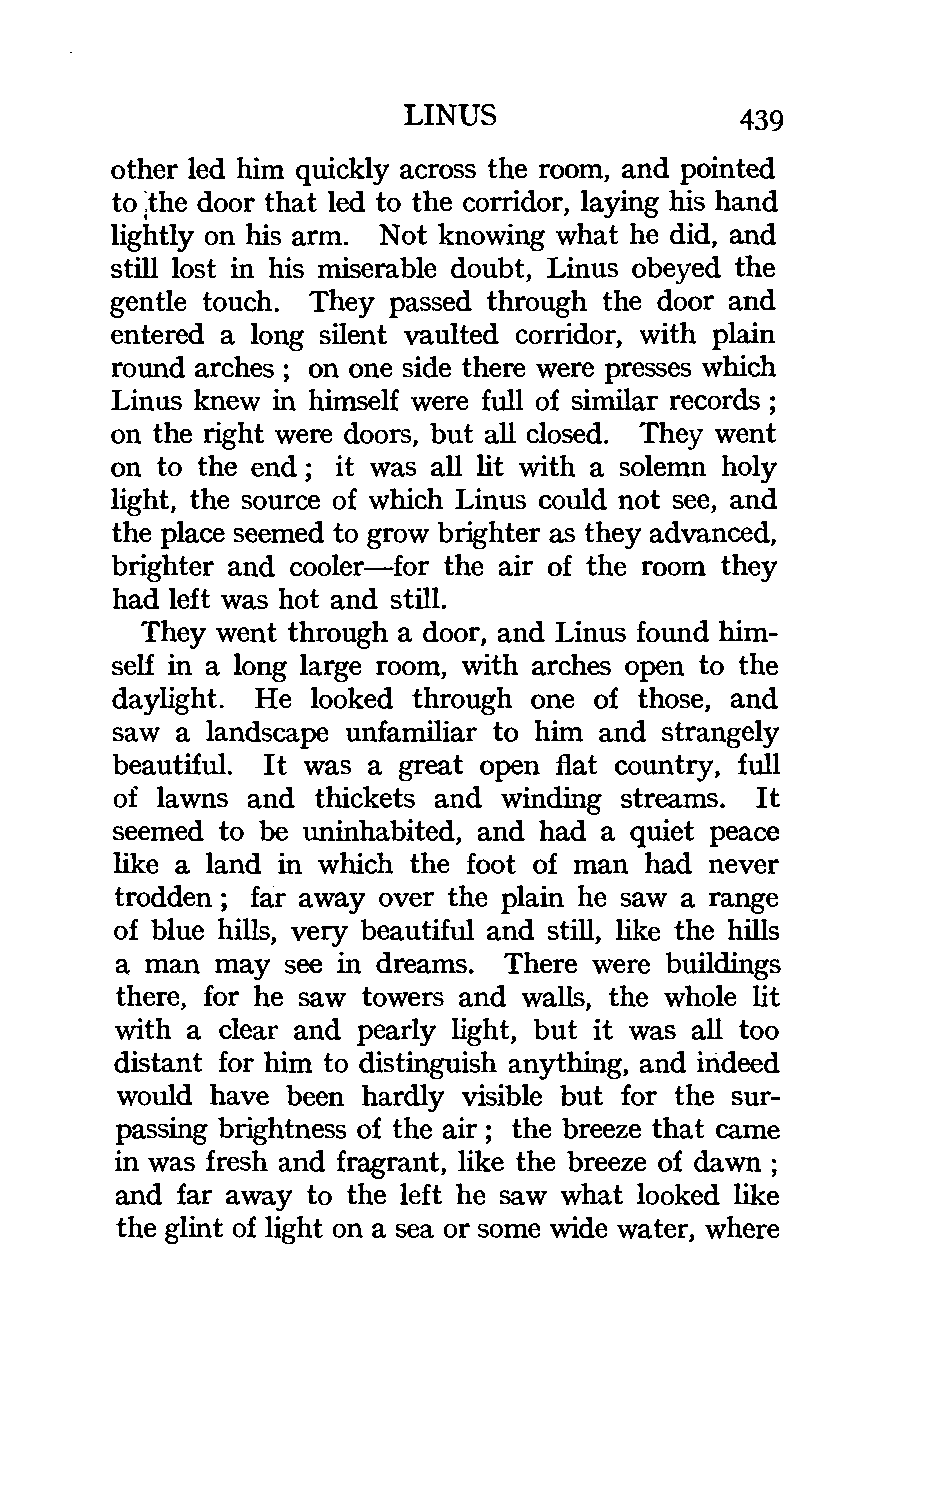 LINUS 439
other led him quickly across the room, and pointed
to the door that led to the corridor, laying his hand
lightly on his arm. Not knowing what he did, and
still lost in his miserable doubt, Linus obeyed the
gentle touch. They passed through the door and
entered a long silent vaulted corridor, with plain
round arches ; on one side there were presses which
Linus knew in himself were full of similar records ;
on the right were doors, but all closed. They went
on to the end ; it was all lit with a solemn holy
light, the source of which Linus could not see, and
the place seemed to grow brighter as they advanced,
brighter and cooler—for the air of the room they
had left was hot and still.
They went through a door, and Linus found him-
self in a long large room, with arches open to the
daylight. He looked through one of those, and
saw a landscape unfamiliar to him and strangely
beautiful. It was a great open flat country, full
of lawns and thickets and winding streams. It
seemed to be uninhabited, and had a quiet peace
like a land in which the foot of man had never
trodden ; far away over the plain he saw a range
of blue hills, very beautiful and still, like the hills
a man may see in dreams. There were buildings
there, for he saw towers and walls, the whole lit
with a clear and pearly light, but it was all too
distant for him to distinguish anything, and indeed
would have been hardly visible but for the sur-
passing brightness of the air ; the breeze that came
in was fresh and fragrant, like the breeze of dawn ;
and far away to the left he saw what looked like
the glint of light on a sea or some wide water, where